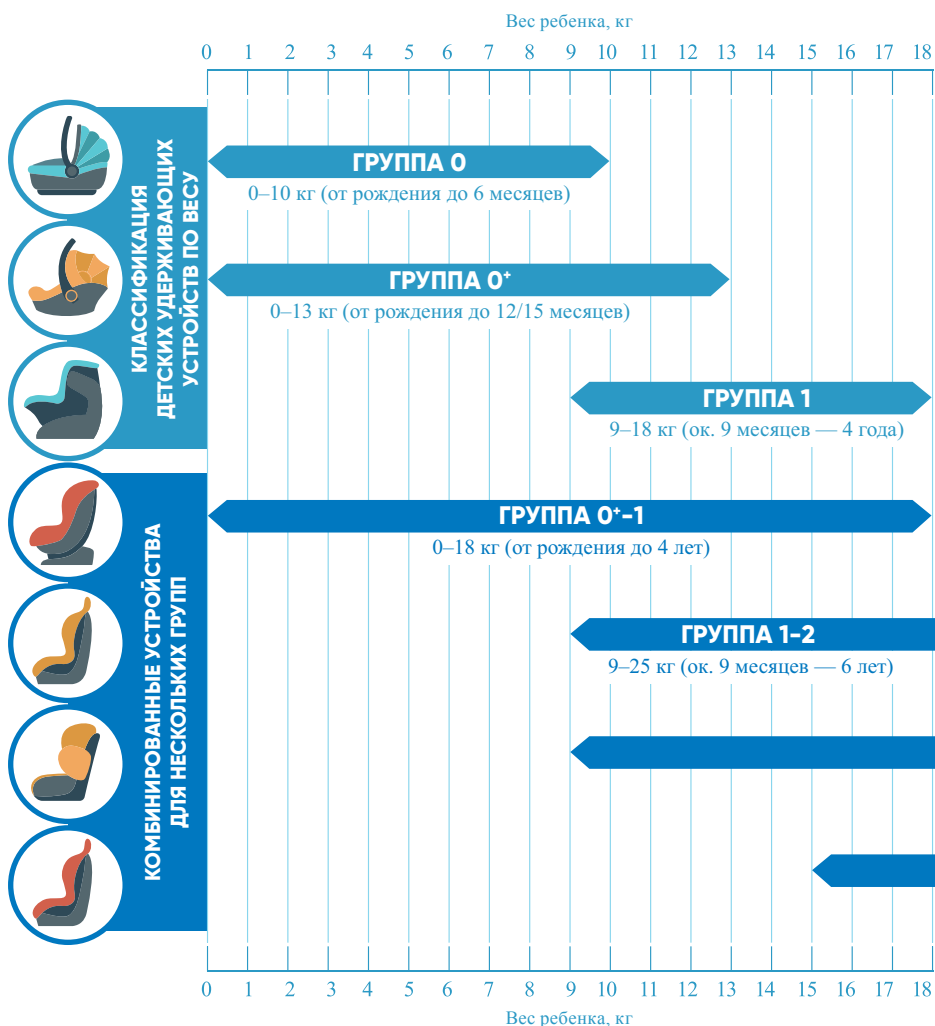 Вес ребенка, кг
0 1 2 3 4 5 6 7 8 9 10 11 12 13 14 15 16 17 18
КЛАССИФИКАЦИЯ
ДЕТСКИХ УДЕРЖИВАЮЩИХ
УСТРОЙСТВ ПО ВЕСУ
ГРУППА 0
0–10 кг (от рождения до 6 месяцев)
ГРУППА 0+
0–13 кг (от рождения до 12/15 месяцев)
ГРУППА 1
9–18 кг (ок. 9 месяцев — 4 года)
КОМБИНИРОВАННЫЕ УСТРОЙСТВА
ДЛЯ НЕСКОЛЬКИХ ГРУПП
ГРУППА 0+–1
0–18 кг (от рождения до 4 лет)
ГРУППА 1–2
9–25 кг (ок. 9 месяцев — 6 лет)
0 1 2 3 4 5 6 7 8 9 10 11 12 13 14 15 16 17 18
Вес ребенка, кг